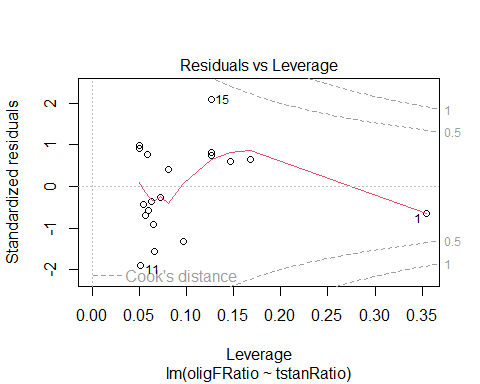 Residuals vs Leverage
Standardized residuals
2
1
0
-1
-2
15
11
1
1
0.5
0.5
1
Cook's distance
0.00 0.05 0.10 0.15 0.20 0.25 0.30 0.35
Leverage
lm(oligFRatio ~ tstanRatio)